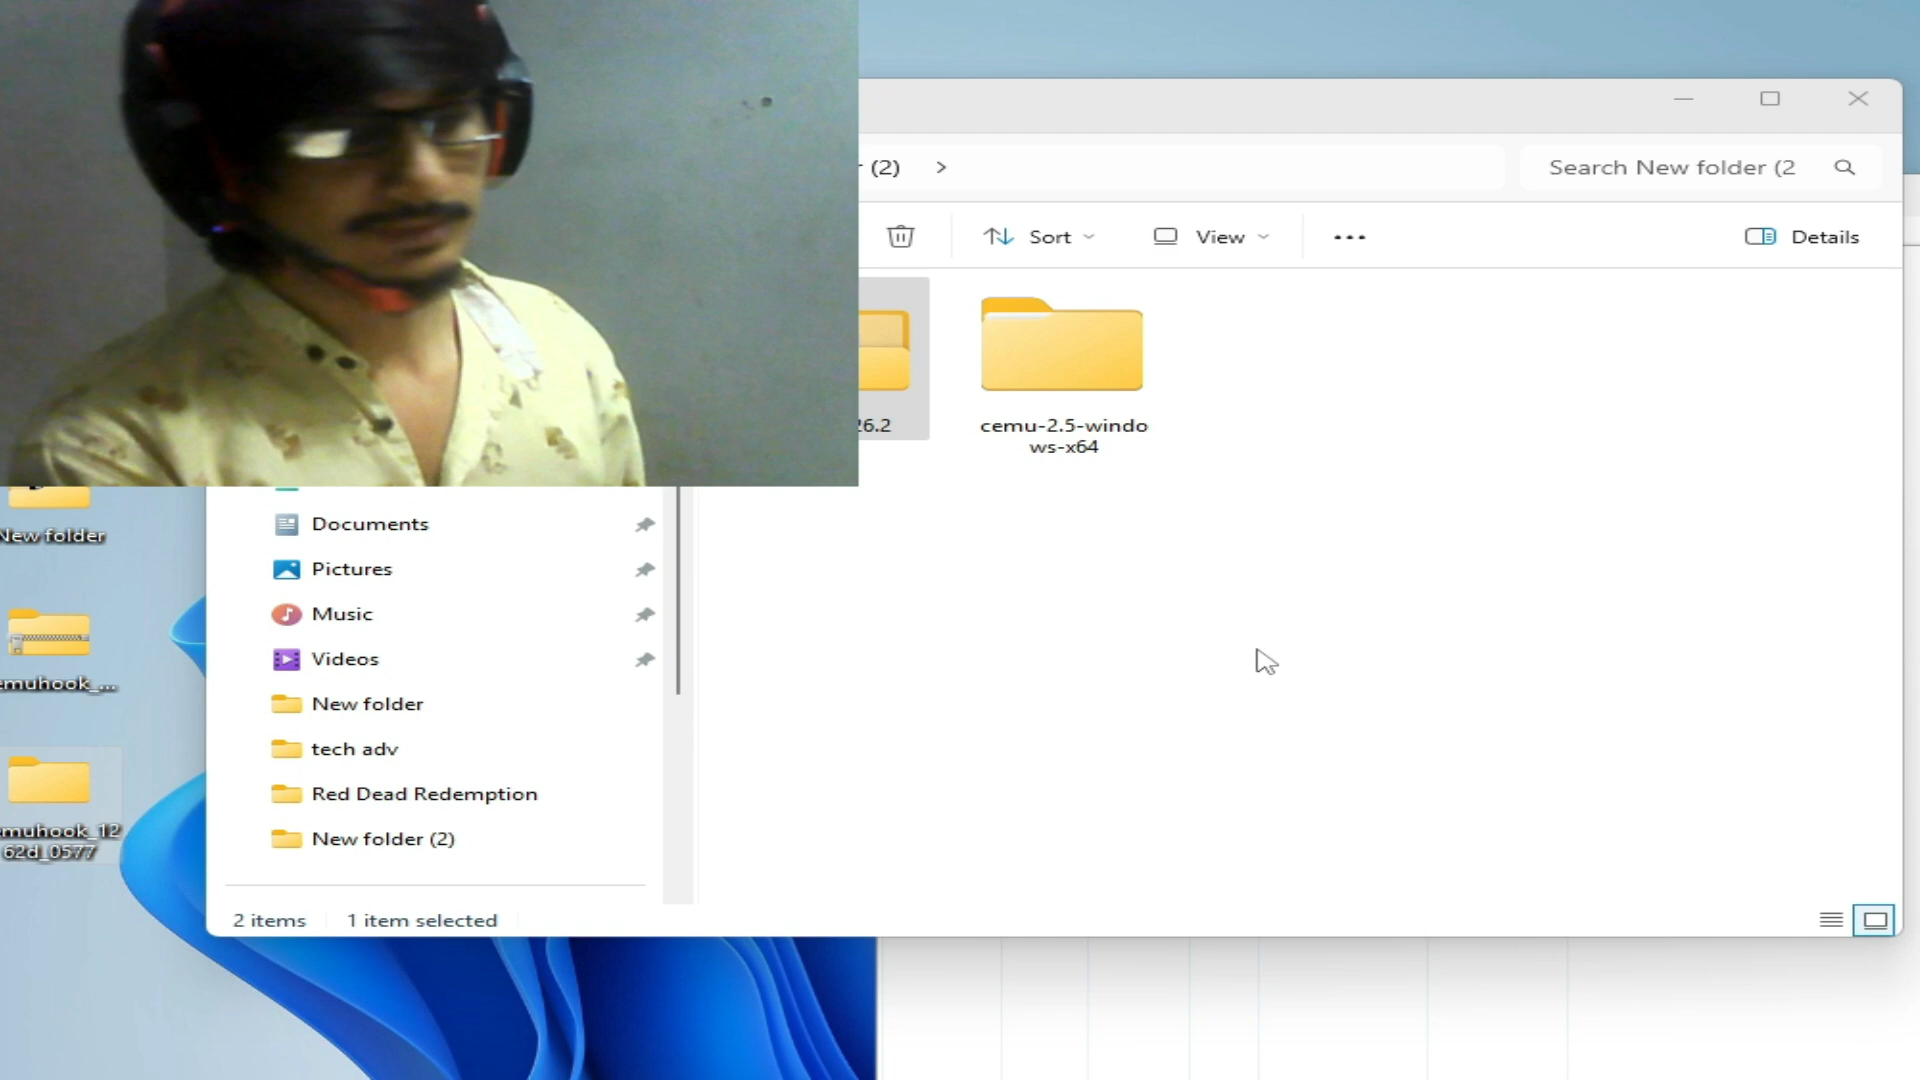 (2)
Search New folder (2
Sort
View
Details
26.2
cemu-2.5-windo
ws-x64
New folder
Documents
Pictures
Music
Videos
New folder
tech adv
Red Dead Redemption
New folder (2)
emuhook_...
emuhook_12
62d_0577
2 items
1 item selected